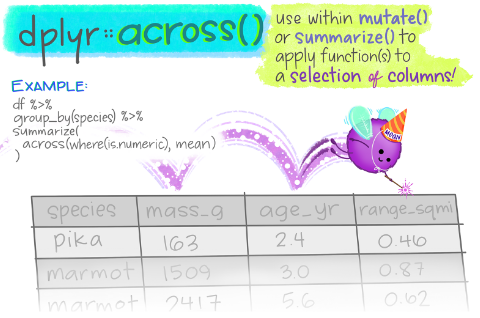 dplyr::across()
use within mutate()
or summarize() to
apply function(s) to
a selection of columns!
EXAMPLE:
df %>%
group_by(species) %>%
summarize(
across(where(is.numeric), mean)
)
MEAN
species mass_g age_yr range_sqmi
pika 163 2.4 0.46
marmot 1509 3.0 0.87
marmot 2417 5.6 0.62